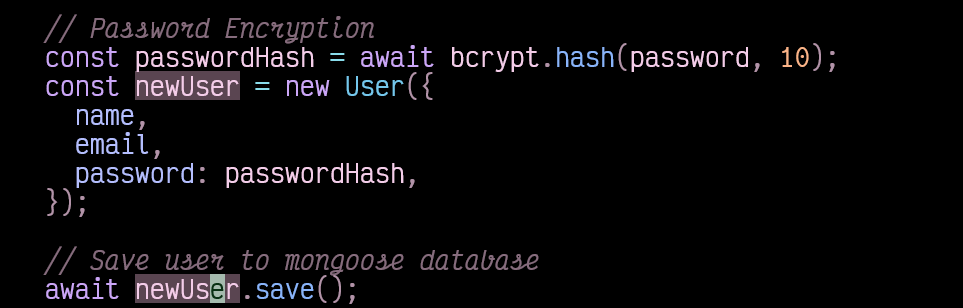 // Password Encryption
const passwordHash = await bcrypt.hash(password, 10);
const newUser = new User({
  name,
  email,
  password: passwordHash,
});

// Save user to mongoose database
await newUser.save();